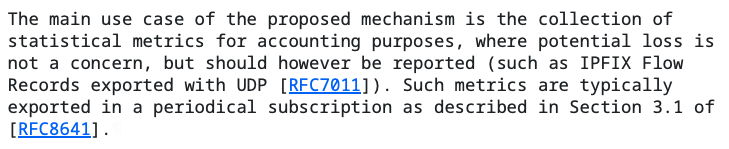 The main use case of the proposed mechanism is the collection of
statistical metrics for accounting purposes, where potential loss is
not a concern, but should however be reported (such as IPFIX Flow
Records exported with UDP [RFC7011]). Such metrics are typically
exported in a periodical subscription as described in Section 3.1 of
[RFC8641].